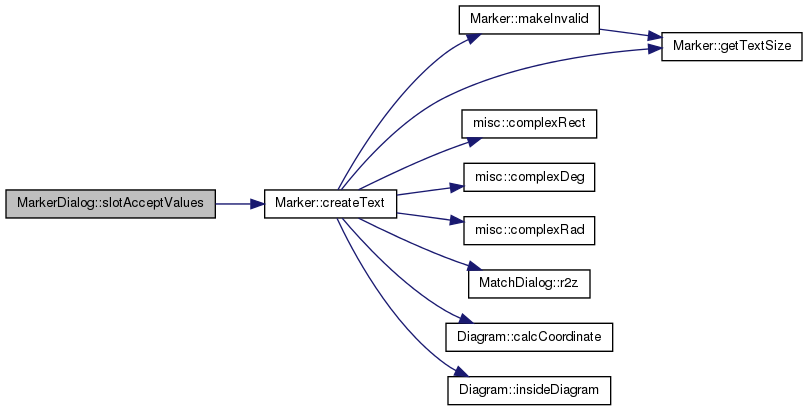 Marker::makeInvalid
Marker::getTextSize
misc::complexRect
misc::complexDeg
MarkerDialog::slotAcceptValues
Marker::createText
misc::complexRad
MatchDialog::r2z
Diagram::calcCoordinate
Diagram::insideDiagram